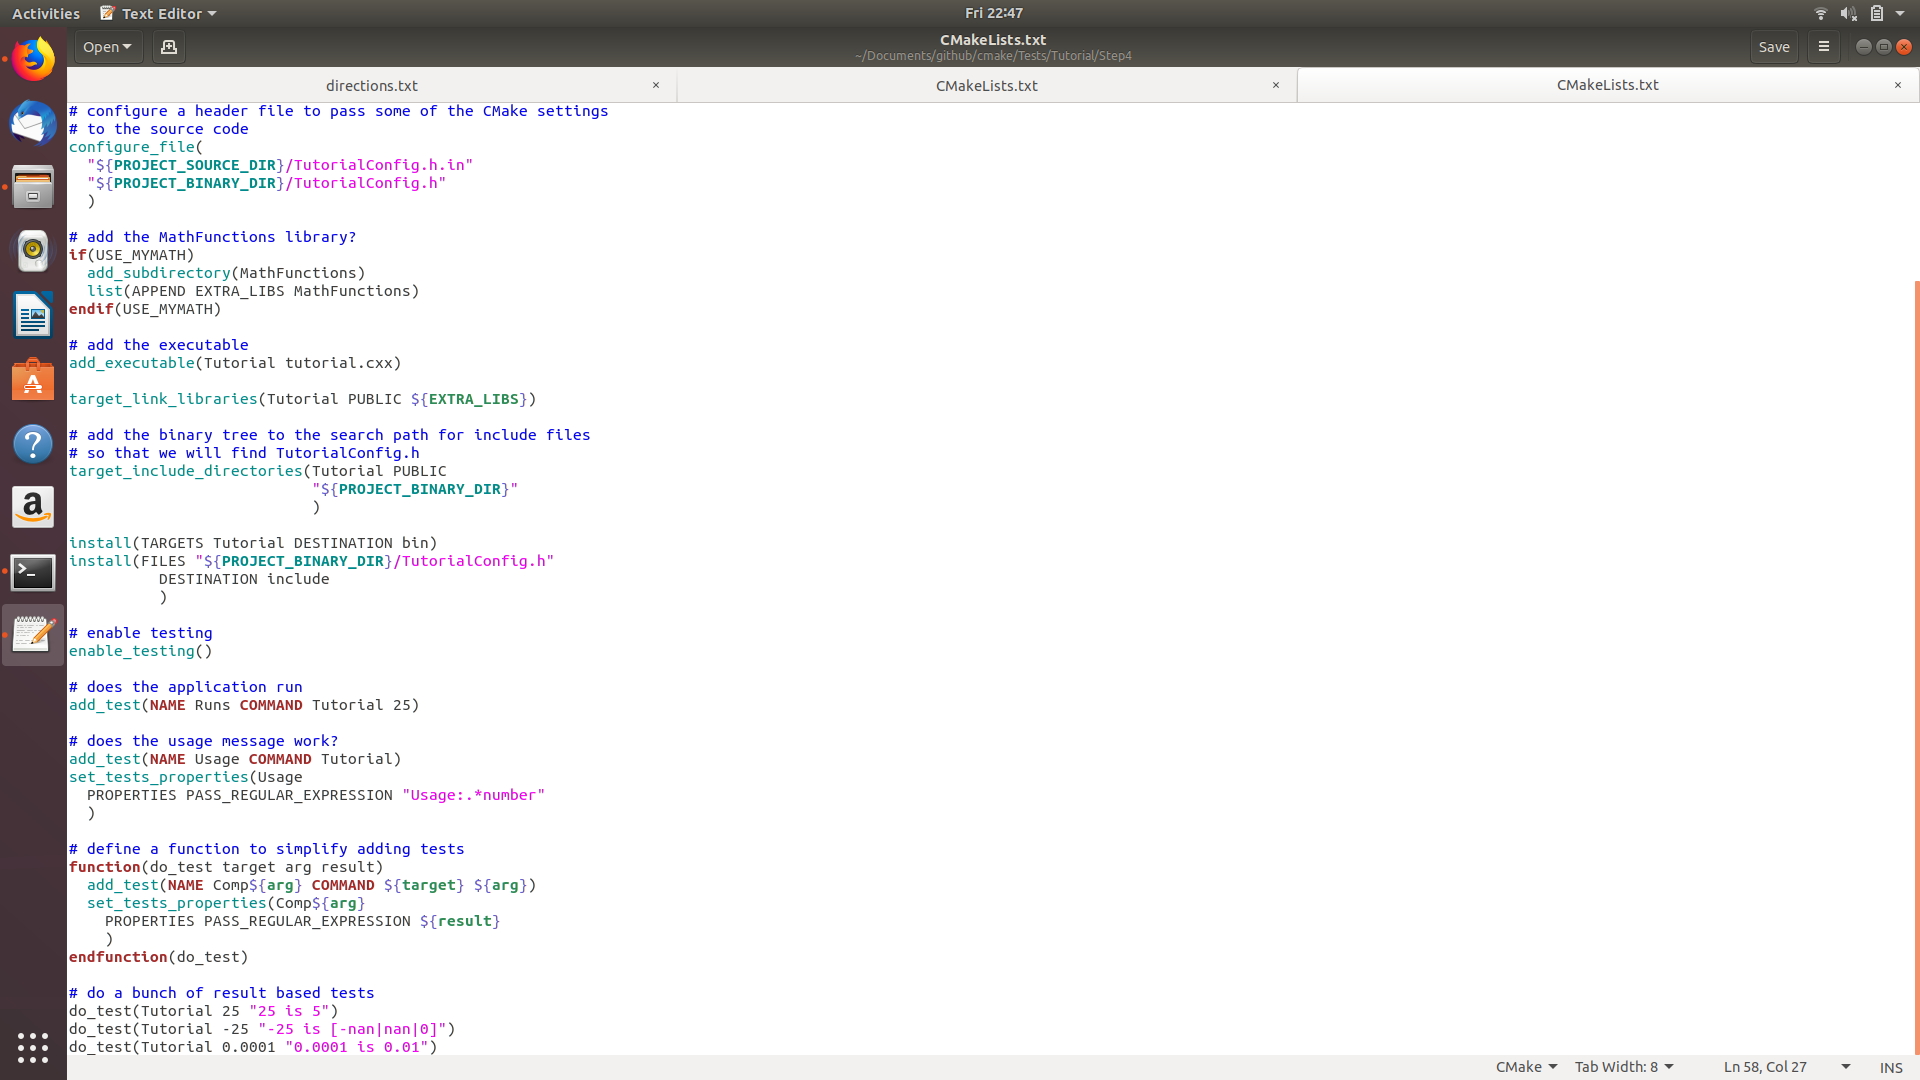 Activities Text Editor Fri 22:47
Open CMakeLists.txt Save
~/Documents/github/cmake/Tests/Tutorial/Step4
directions.txt × CMakeLists.txt × CMakeLists.txt ×
# configure a header file to pass some of the CMake settings
# to the source code
configure_file(
  "${PROJECT_SOURCE_DIR}/TutorialConfig.h.in"
  "${PROJECT_BINARY_DIR}/TutorialConfig.h"
  )
# add the MathFunctions library?
if(USE_MYMATH)
  add_subdirectory(MathFunctions)
  list(APPEND EXTRA_LIBS MathFunctions)
endif(USE_MYMATH)
# add the executable
add_executable(Tutorial tutorial.cxx)
target_link_libraries(Tutorial PUBLIC ${EXTRA_LIBS})
# add the binary tree to the search path for include files
# so that we will find TutorialConfig.h
target_include_directories(Tutorial PUBLIC
                           "${PROJECT_BINARY_DIR}"
                           )
install(TARGETS Tutorial DESTINATION bin)
install(FILES "${PROJECT_BINARY_DIR}/TutorialConfig.h"
          DESTINATION include
          )
# enable testing
enable_testing()
# does the application run
add_test(NAME Runs COMMAND Tutorial 25)
# does the usage message work?
add_test(NAME Usage COMMAND Tutorial)
set_tests_properties(Usage
  PROPERTIES PASS_REGULAR_EXPRESSION "Usage:.*number"
  )
# define a function to simplify adding tests
function(do_test target arg result)
  add_test(NAME Comp${arg} COMMAND ${target} ${arg})
  set_tests_properties(Comp${arg}
    PROPERTIES PASS_REGULAR_EXPRESSION ${result}
    )
endfunction(do_test)
# do a bunch of result based tests
do_test(Tutorial 25 "25 is 5")
do_test(Tutorial -25 "-25 is [-nan|nan|0]")
do_test(Tutorial 0.0001 "0.0001 is 0.01")
CMake Tab Width: 8 Ln 58, Col 27 INS